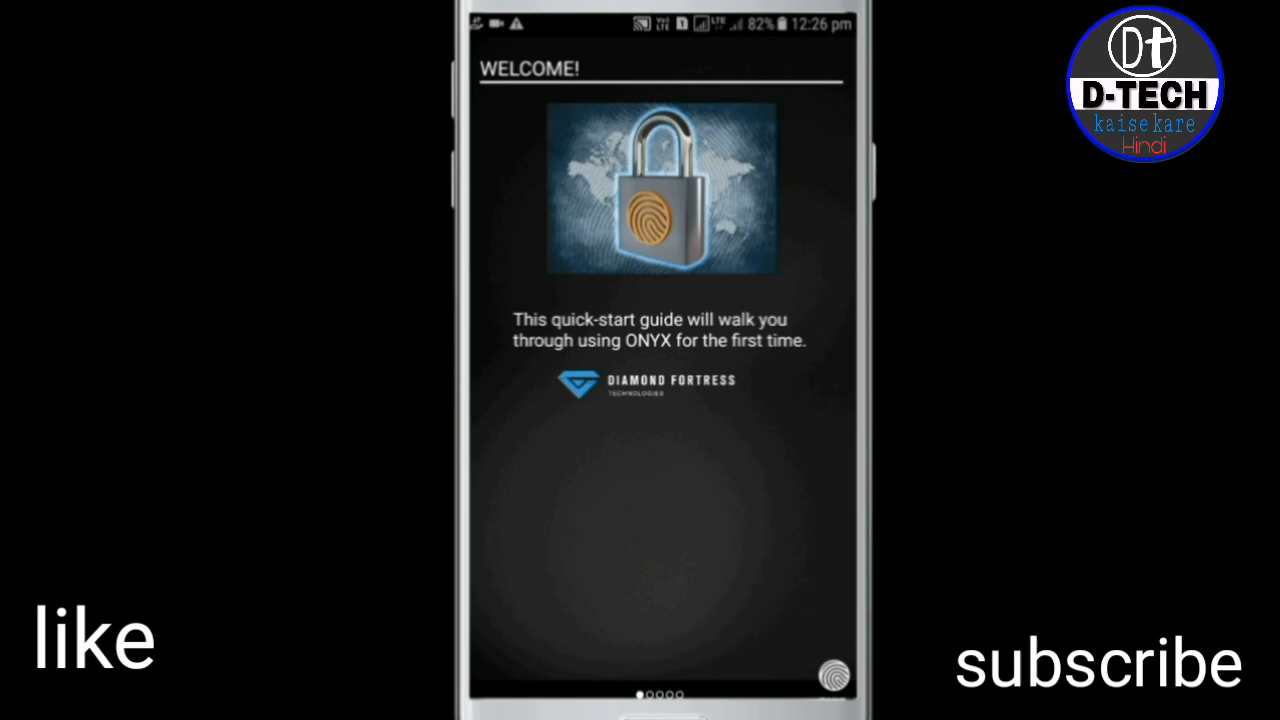 82% 12:26 pm
WELCOME!
This quick-start guide will walk you
through using ONYX for the first time.
DIAMOND FORTRESS
TECHNOLOGIES
Dt
D-TECH
kaise kare
Hindi
like
subscribe